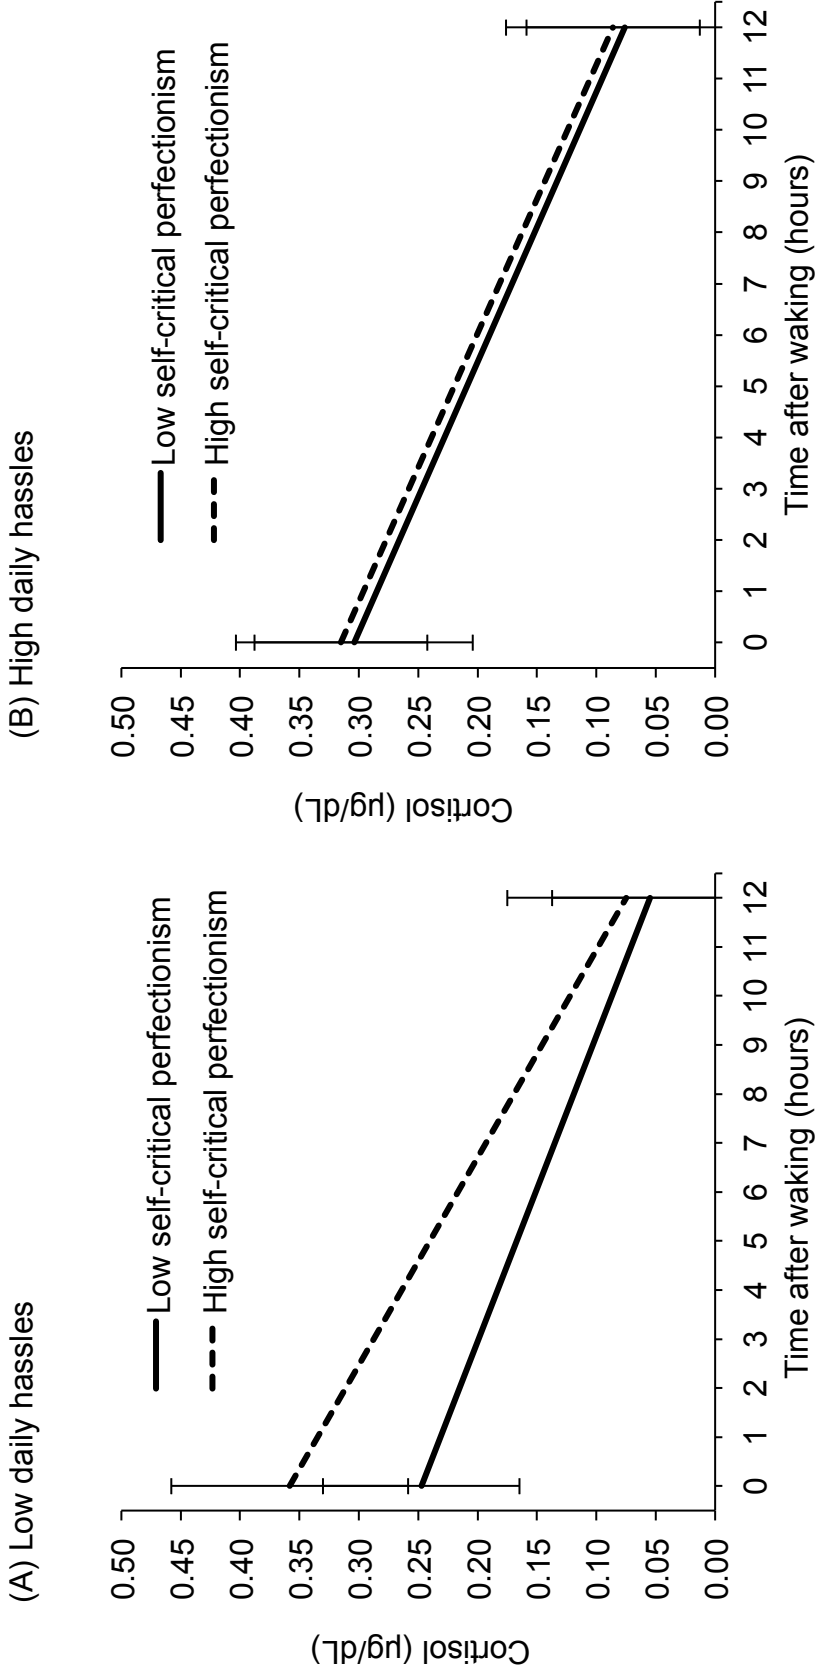 (A) Low daily hassles
Low self-critical perfectionism
High self-critical perfectionism
Cortisol (µg/dL)
0.50
0.45
0.40
0.35
0.30
0.25
0.20
0.15
0.10
0.05
0.00
0 1 2 3 4 5 6 7 8 9 10 11 12
Time after waking (hours)
(B) High daily hassles
Low self-critical perfectionism
High self-critical perfectionism
Cortisol (µg/dL)
0.50
0.45
0.40
0.35
0.30
0.25
0.20
0.15
0.10
0.05
0.00
0 1 2 3 4 5 6 7 8 9 10 11 12
Time after waking (hours)